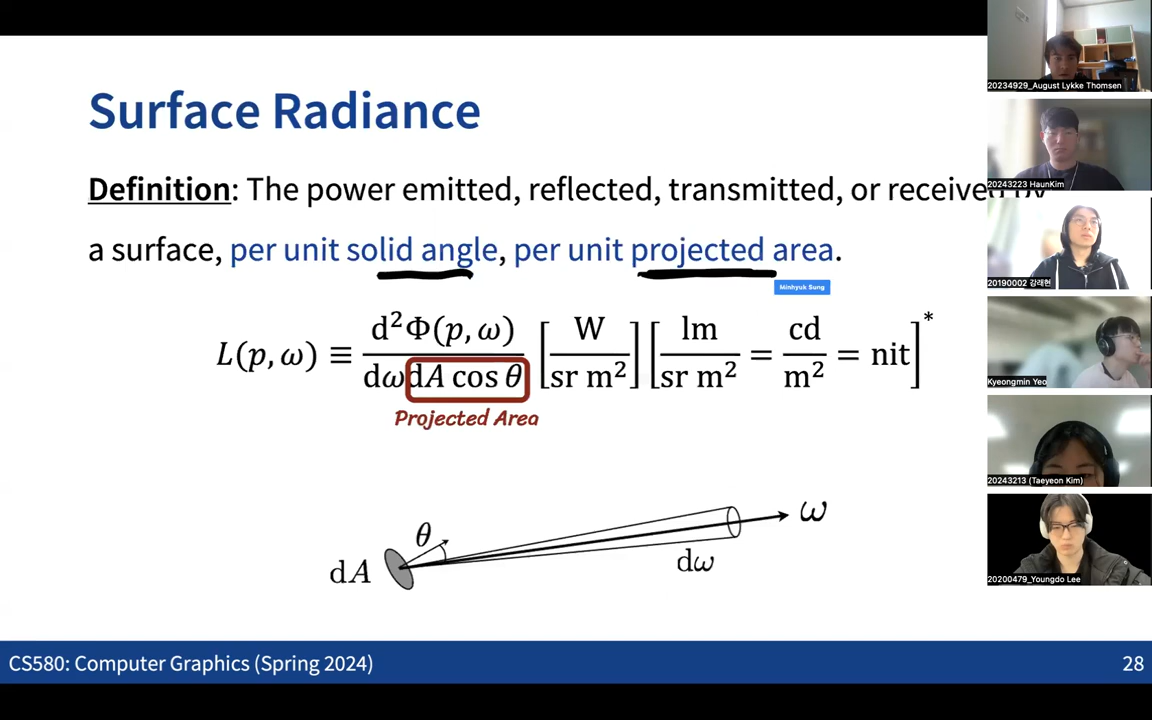 Surface Radiance
Definition: The power emitted, reflected, transmitted, or received by
a surface, per unit solid angle, per unit projected area.
Minhyuk Sung
L(p, ω) ≡ d²Φ(p, ω) / dω dA cos θ [W / sr m²] [lm / sr m² = cd / m² = nit]*
Projected Area
θ
ω
dA
dω
CS580: Computer Graphics (Spring 2024)
28
20234929_August Lykke Thomsen
20243223 HaunKim
20190002 강래현
Kyeongmin Yeo
20243213 (Taeyeon Kim)
20200479_Youngdo Lee